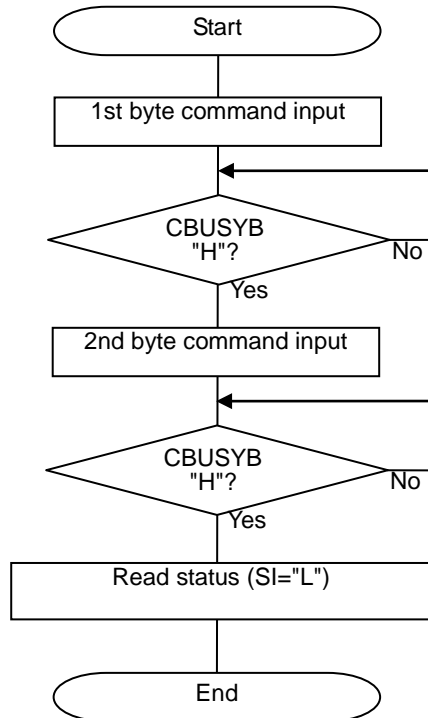 Start
1st byte command input
CBUSYB
"H"?
No
Yes
2nd byte command input
CBUSYB
"H"?
No
Yes
Read status (SI="L")
End